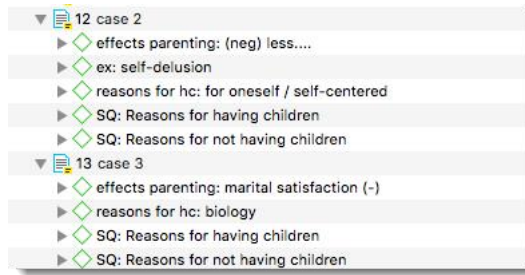 12 case 2
effects parenting: (neg) less....
ex: self-delusion
reasons for hc: for oneself / self-centered
SQ: Reasons for having children
SQ: Reasons for not having children
13 case 3
effects parenting: marital satisfaction (-)
reasons for hc: biology
SQ: Reasons for having children
SQ: Reasons for not having children